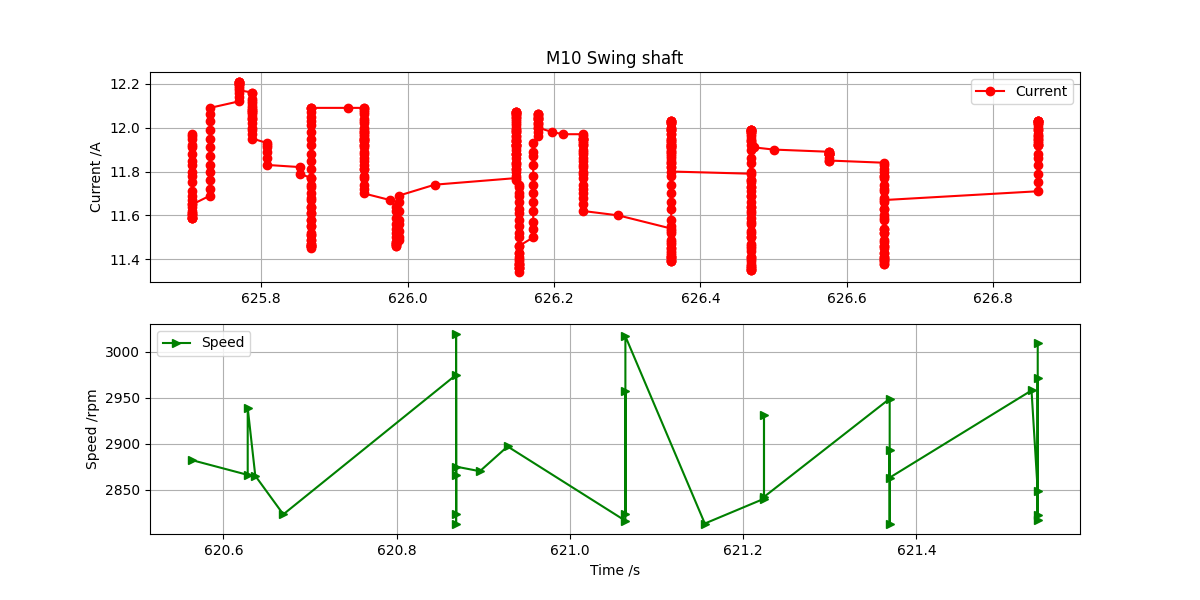 M10 Swing shaft
Current /A
12.2
12.0
11.8
11.6
11.4
Current
625.8 626.0 626.2 626.4 626.6 626.8
Speed /rpm
3000
2950
2900
2850
Speed
620.6 620.8 621.0 621.2 621.4
Time /s